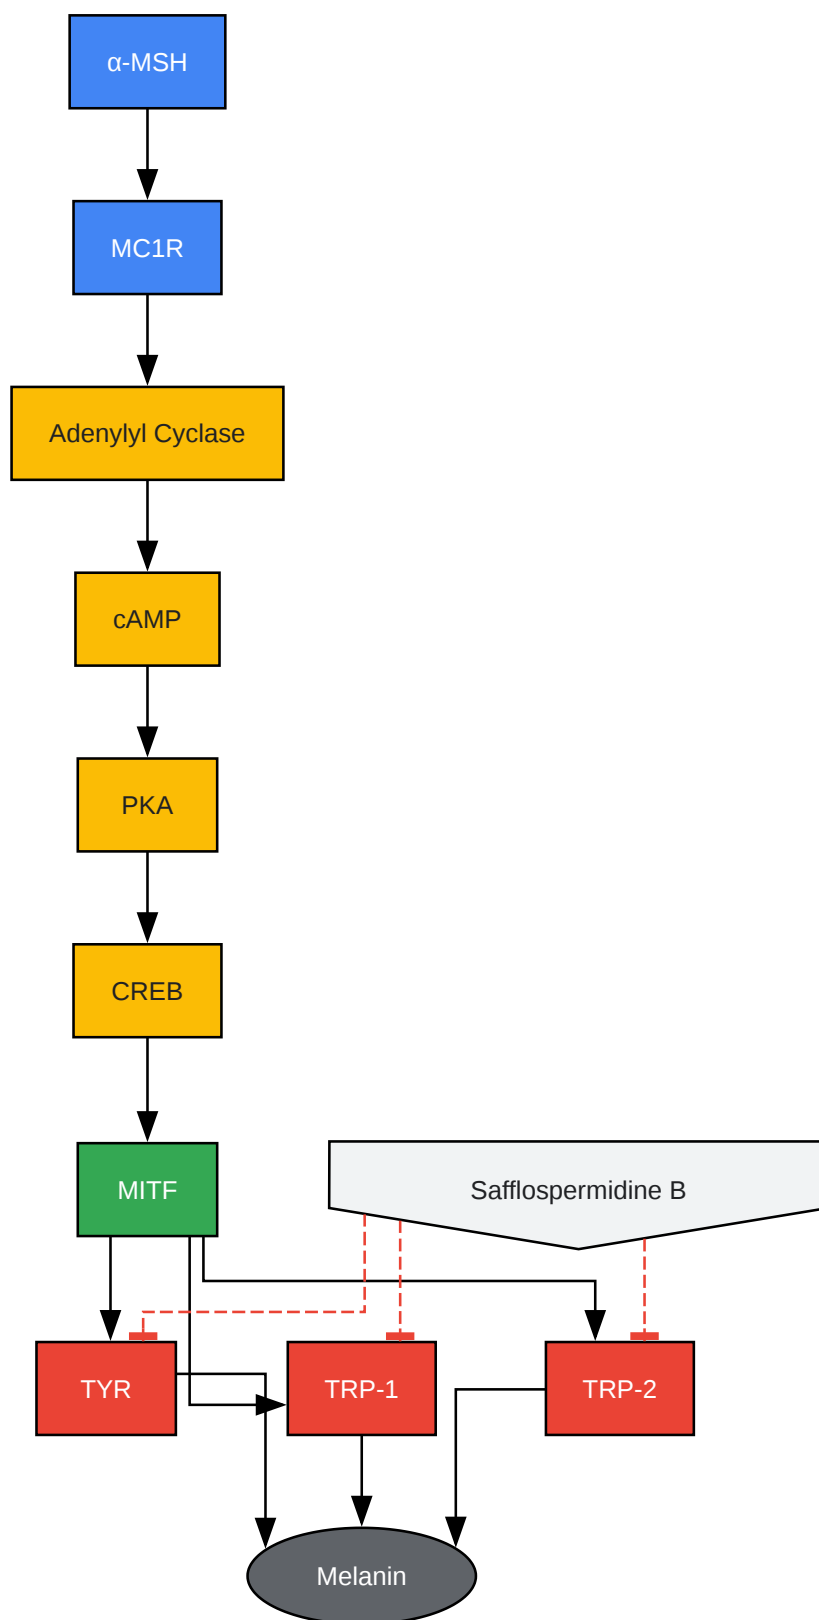 α-MSH
MC1R
Adenylyl Cyclase
cAMP
PKA
CREB
MITF
Safflospermidine B
TYR
TRP-1
TRP-2
Melanin